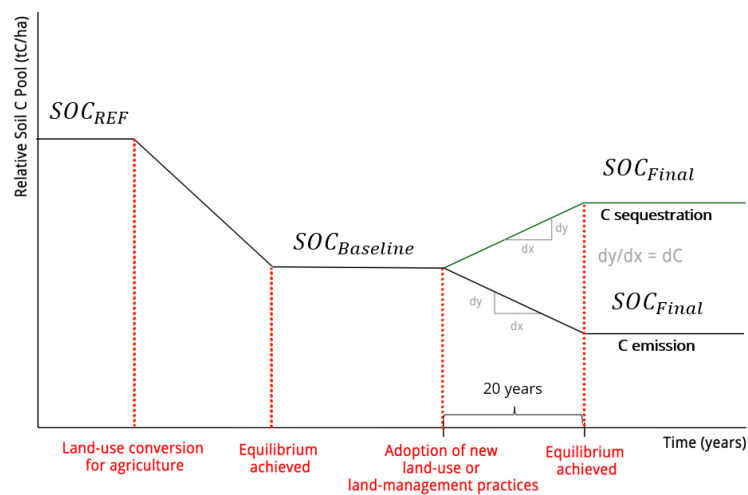 Relative Soil C Pool (tC/ha)
SOC_REF
SOC_Baseline
SOC_Final
C sequestration
dy
dx
dy/dx = dC
SOC_Final
dy
dx
C emission
20 years
Time (years)
Land-use conversion
for agriculture
Equilibrium
achieved
Adoption of new
land-use or
land-management practices
Equilibrium
achieved